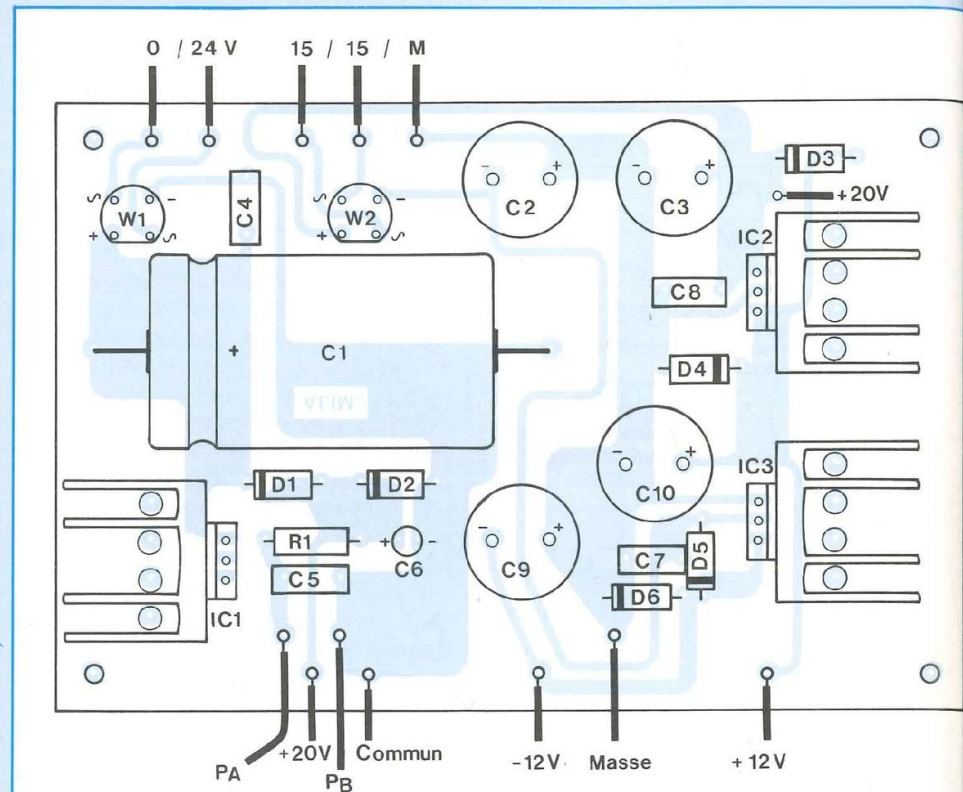 0 / 24 V 15 / 15 / M
- + - + D3
C2 C3
+20V
S - S -
W1 C4 W2
+ S + S
IC2
C8
+ C1
D4
MILA.
- +
IC3
D1 D2 C10
- +
R1 + - C9 C7 D5
C6
C5 D6
IC1
PA +20V PB Commun -12V Masse + 12V